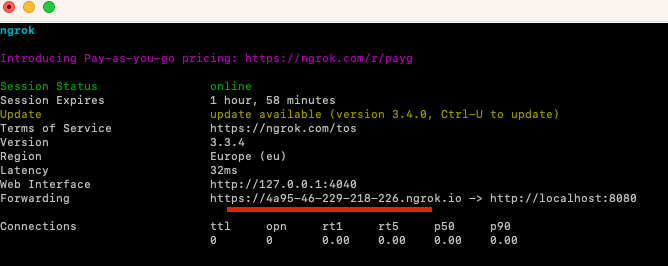 ngrok
Introducing Pay-as-you-go pricing: https://ngrok.com/r/payg
Session Status online
Session Expires 1 hour, 58 minutes
Update update available (version 3.4.0, Ctrl-U to update)
Terms of Service https://ngrok.com/tos
Version 3.3.4
Region Europe (eu)
Latency 32ms
Web Interface http://127.0.0.1:4040
Forwarding https://4a95-46-229-218-226.ngrok.io -> http://localhost:8080
Connections ttl opn rt1 rt5 p50 p90
0 0 0.00 0.00 0.00 0.00